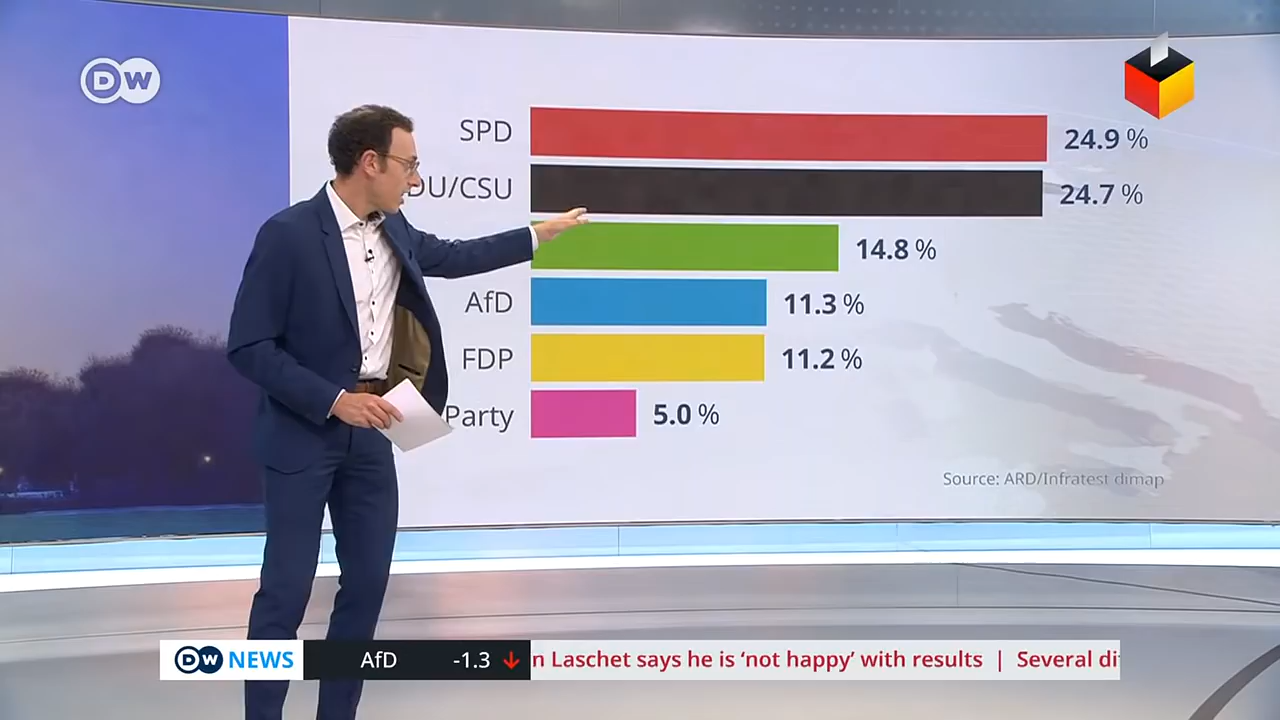 DW
SPD 24.9 %
DU/CSU 24.7 %
14.8 %
AfD 11.3 %
FDP 11.2 %
Party 5.0 %
Source: ARD/Infratest dimap
DW NEWS AfD -1.3 n Laschet says he is ‘not happy’ with results | Several di